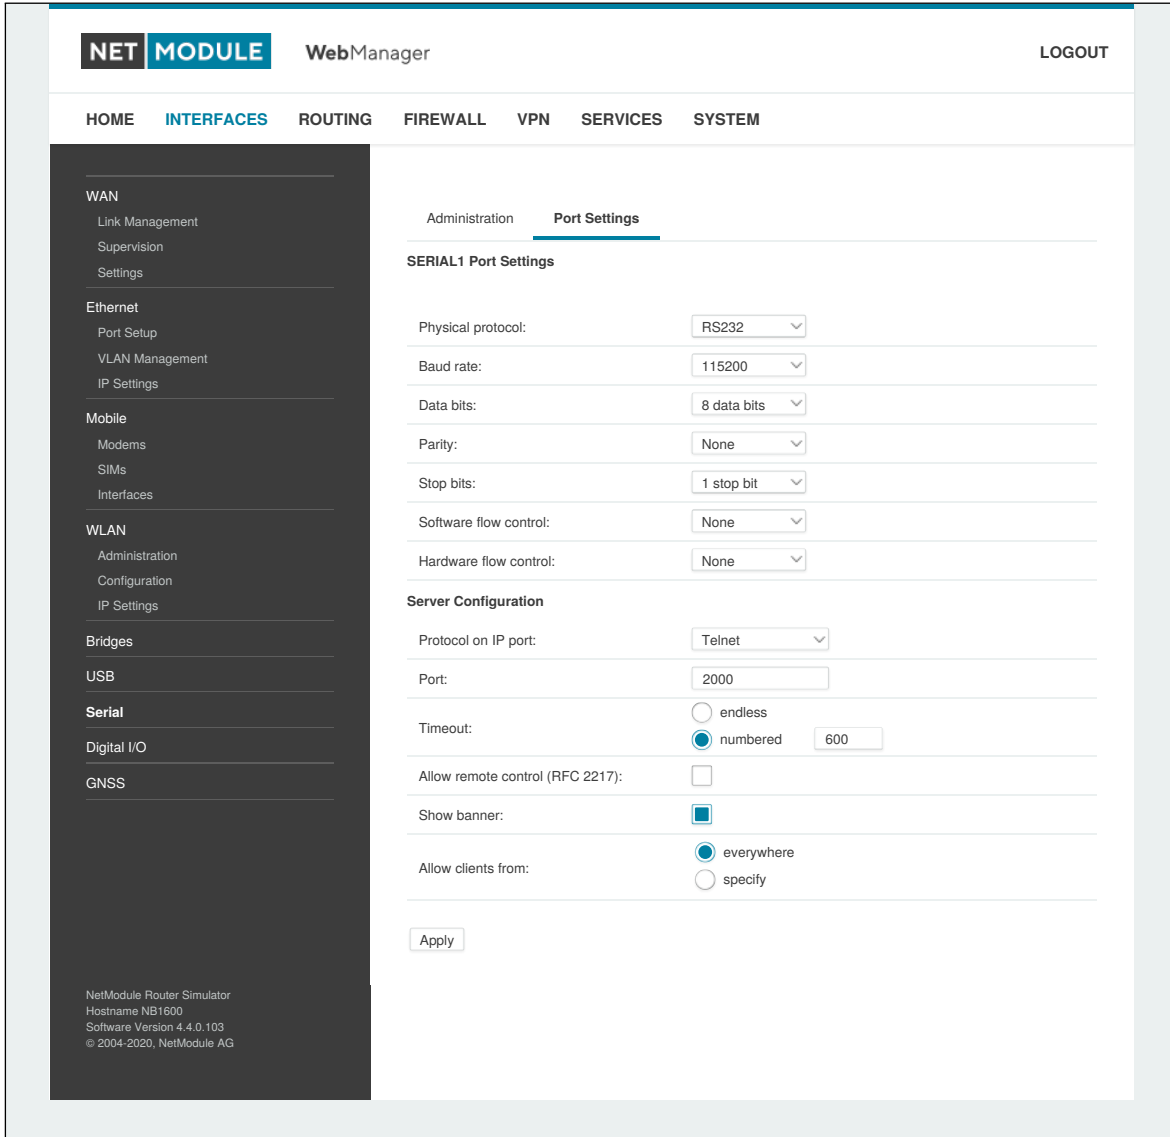 NET MODULE WebManager LOGOUT
HOME INTERFACES ROUTING FIREWALL VPN SERVICES SYSTEM
WAN
Link Management
Supervision
Settings
Ethernet
Port Setup
VLAN Management
IP Settings
Mobile
Modems
SIMs
Interfaces
WLAN
Administration
Configuration
IP Settings
Bridges
USB
Serial
Digital I/O
GNSS
NetModule Router Simulator
Hostname NB1600
Software Version 4.4.0.103
© 2004-2020, NetModule AG
Administration Port Settings
SERIAL1 Port Settings
Physical protocol: RS232
Baud rate: 115200
Data bits: 8 data bits
Parity: None
Stop bits: 1 stop bit
Software flow control: None
Hardware flow control: None
Server Configuration
Protocol on IP port: Telnet
Port: 2000
Timeout:
endless
numbered 600
Allow remote control (RFC 2217):
Show banner:
Allow clients from:
everywhere
specify
Apply